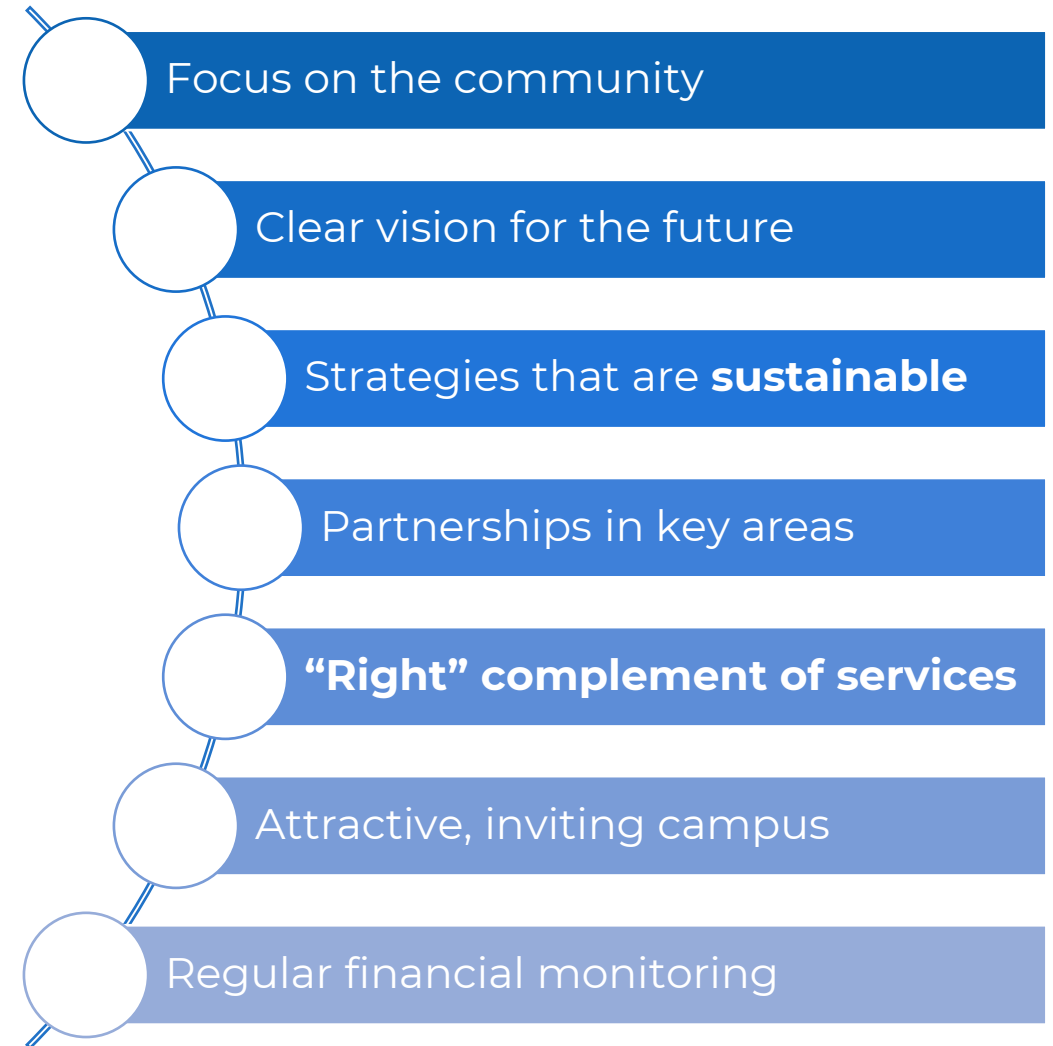 Focus on the community
Clear vision for the future
Strategies that are sustainable
Partnerships in key areas
“Right” complement of services
Attractive, inviting campus
Regular financial monitoring